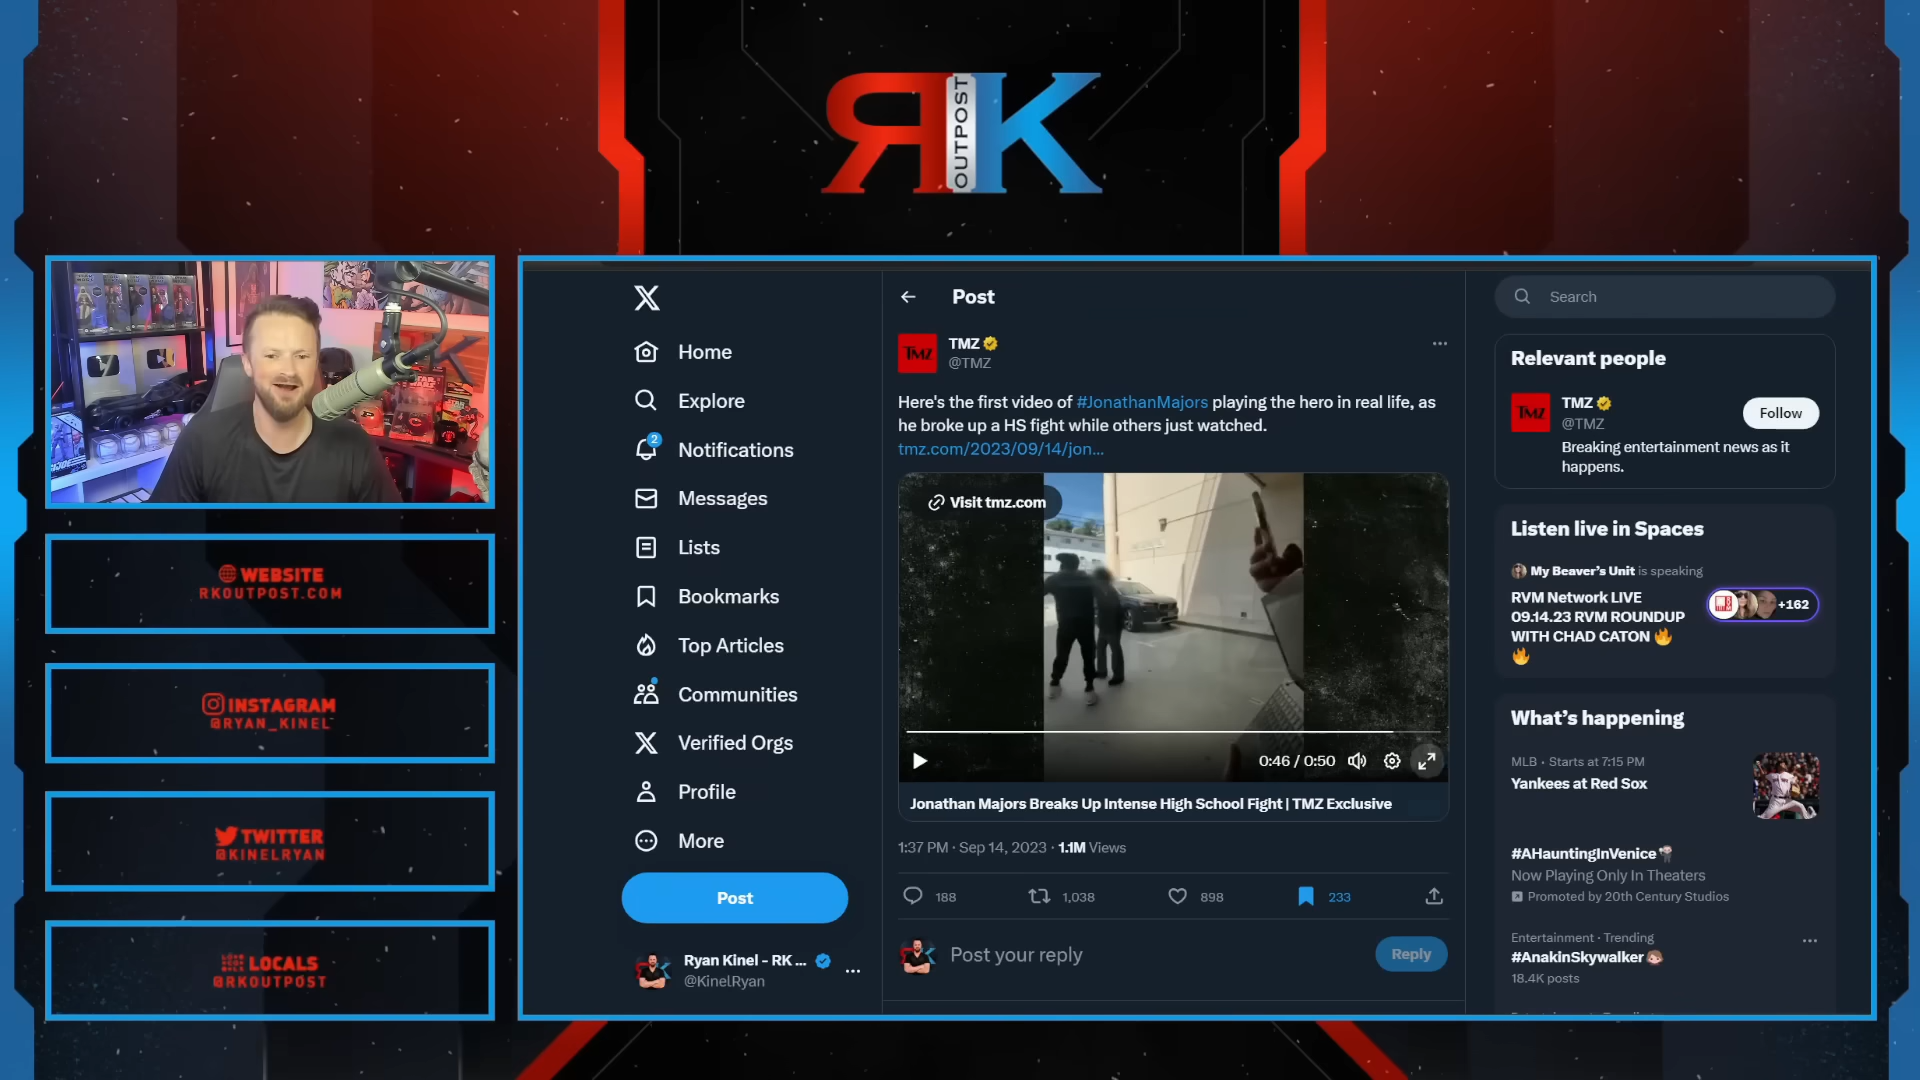 RK
OUTPOST
WEBSITE
RKOUTPOST.COM
INSTAGRAM
@RYAN_KINEL
TWITTER
@KINELRYAN
LOCALS
@RKOUTPOST
Home
Explore
2
Notifications
Messages
Lists
Bookmarks
Top Articles
Communities
Verified Orgs
Profile
More
Post
Ryan Kinel - RK ...
@KinelRyan
Post
TMZ
TMZ
@TMZ
Here's the first video of #JonathanMajors playing the hero in real life, as
he broke up a HS fight while others just watched.
tmz.com/2023/09/14/jon...
Visit tmz.com
0:46 / 0:50
Jonathan Majors Breaks Up Intense High School Fight | TMZ Exclusive
1:37 PM · Sep 14, 2023 · 1.1M Views
188 1,038 898 233
Post your reply
Reply
Search
Relevant people
TMZ
TMZ
@TMZ
Follow
Breaking entertainment news as it
happens.
Listen live in Spaces
My Beaver's Unit is speaking
RVM Network LIVE
09.14.23 RVM ROUNDUP
WITH CHAD CATON 🔥
🔥
+162
What's happening
MLB · Starts at 7:15 PM
Yankees at Red Sox
#AHauntingInVenice
Now Playing Only In Theaters
Promoted by 20th Century Studios
Entertainment · Trending
#AnakinSkywalker
18.4K posts